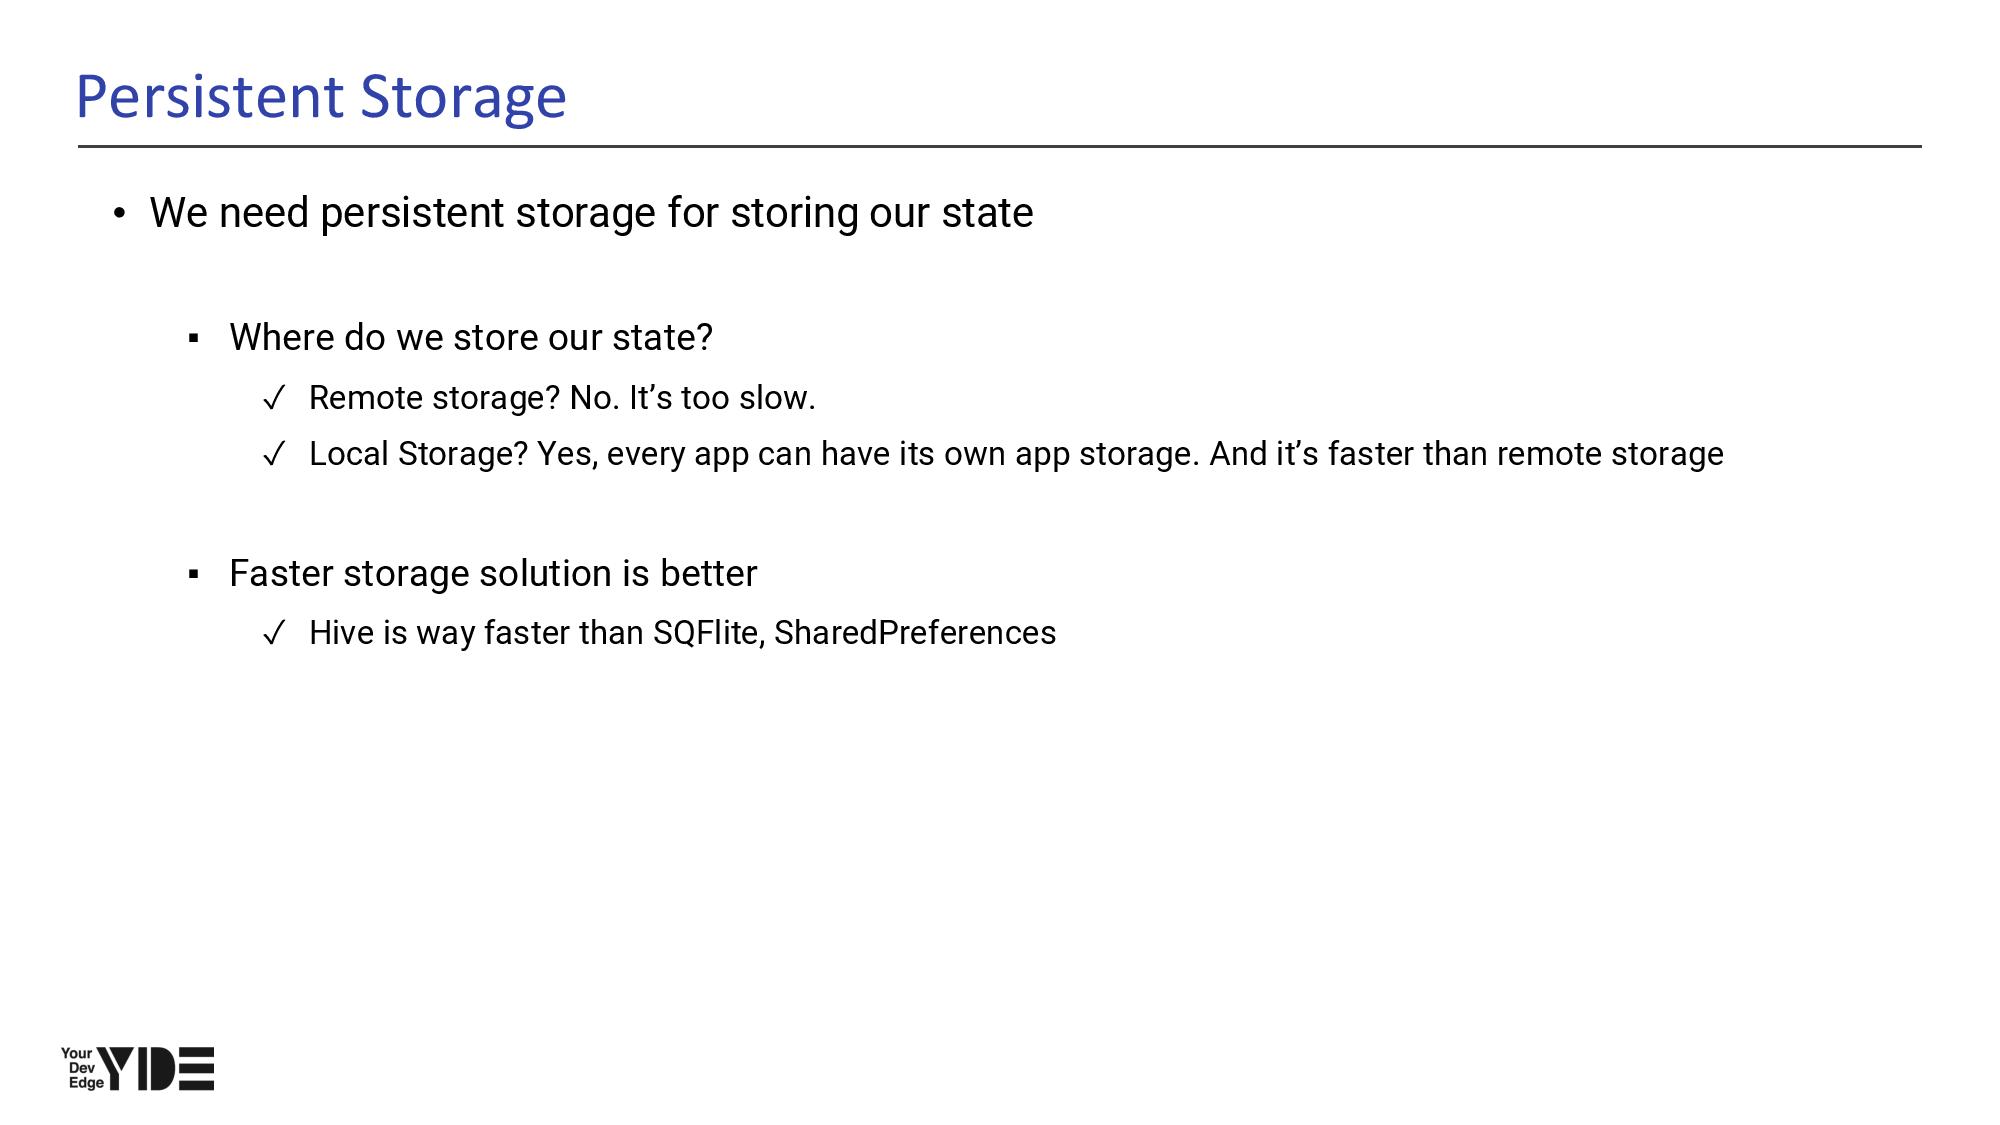 Persistent Storage
• We need persistent storage for storing our state
▪ Where do we store our state?
✓ Remote storage? No. It’s too slow.
✓ Local Storage? Yes, every app can have its own app storage. And it’s faster than remote storage
▪ Faster storage solution is better
✓ Hive is way faster than SQFlite, SharedPreferences
Your
Dev
Edge
YDE